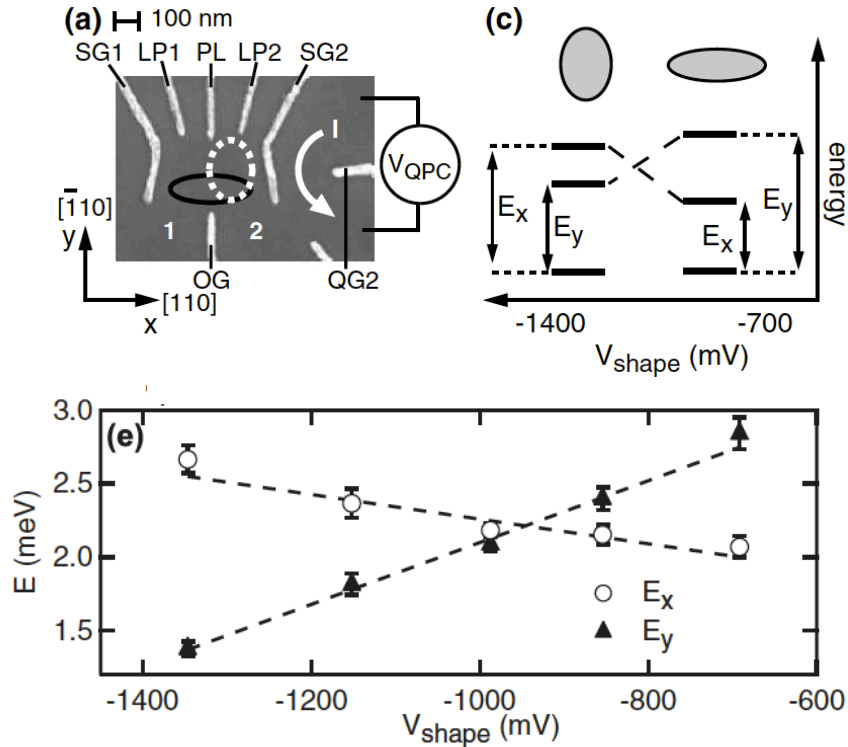 (a) 100 nm
SG1 LP1 PL LP2 SG2
I
V_QPC
[1̄10]
y
1 2
OG QG2
x [110]
(c)
energy
E_x E_y E_x E_y
-1400 -700
V_shape (mV)
(e)
3.0
2.5
2.0
1.5
E (meV)
E_x
E_y
-1400 -1200 -1000 -800 -600
V_shape (mV)